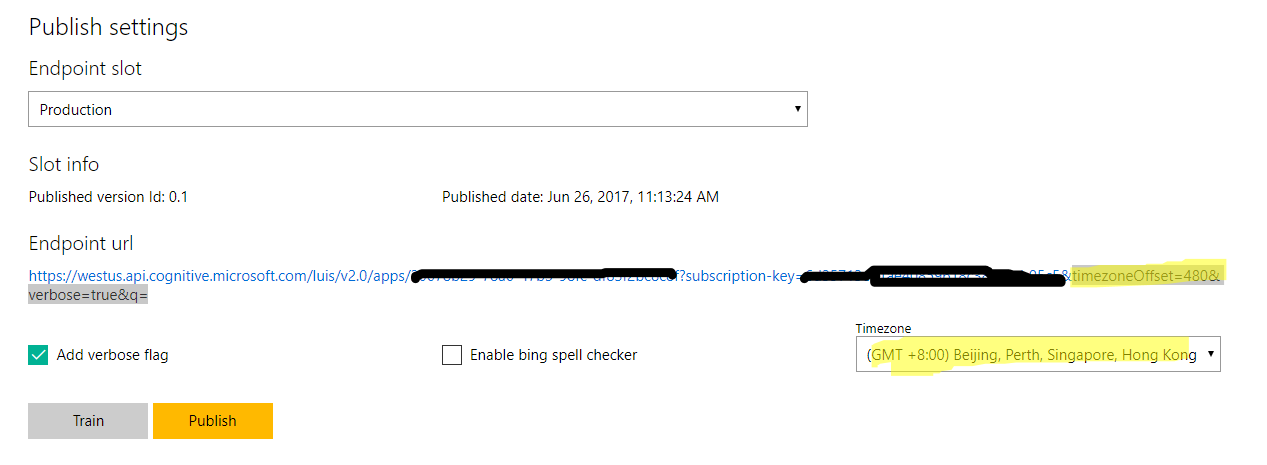 Publish settings
Endpoint slot
Production
Slot info
Published version Id: 0.1
Published date: Jun 26, 2017, 11:13:24 AM
Endpoint url
https://westus.api.cognitive.microsoft.com/luis/v2.0/apps/ ?subscription-key= &timezoneOffset=480&
verbose=true&q=
Timezone
Add verbose flag
Enable bing spell checker
(GMT +8:00) Beijing, Perth, Singapore, Hong Kong
Train
Publish